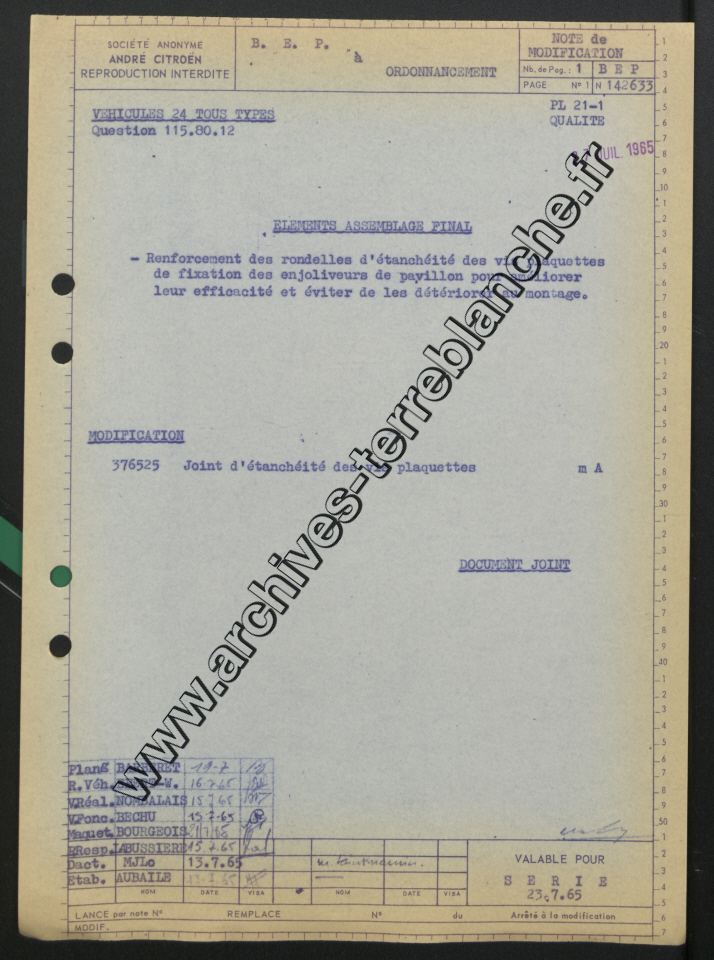 SOCIÉTÉ ANONYME
ANDRÉ CITROËN
REPRODUCTION INTERDITE
B. E. P.
à
ORDONNANCEMENT
NOTE de
MODIFICATION
Nb. de Pag. : 1 B E P
PAGE N° 1 N 142633
VEHICULES 24 TOUS TYPES
Question 115.80.12
PL 21-1
QUALITE
JUIL. 1965
ELEMENTS ASSEMBLAGE FINAL
- Renforcement des rondelles d'étanchéité des vis plaquettes
de fixation des enjoliveurs de pavillon pour améliorer
leur efficacité et éviter de les détériorer au montage.
MODIFICATION
376525 Joint d'étanchéité des vis plaquettes m A
DOCUMENT JOINT
www.archives-terreblanche.fr
Plang BARBERET 19-7
R.Véh. 16-7-65
V.Réal. NOMBALAIS 15 7 65
V.Fonc. BECHU 15-7-65
Maquet. BOURGEOIS
E.Resp. LABUSSIERE 15.7.65
Dact. MJLo 13.7.65
Etab. AUBAILE
NOM DATE VISA NOM DATE VISA
VALABLE POUR
S E R I E
23.7.65
LANCÉ par note N° REMPLACE N° du Arrêté à la modification
MODIF.